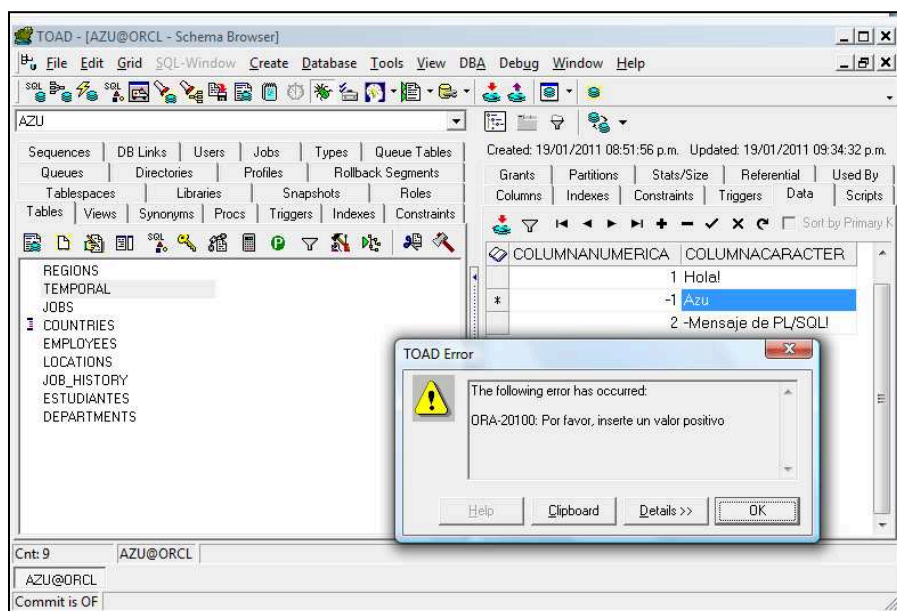 TOAD - [AZU@ORCL - Schema Browser]
File Edit Grid SQL-Window Create Database Tools View DBA Debug Window Help
SQL SQL
AZU
Sequences DB Links Users Jobs Types Queue Tables
Queues Directories Profiles Rollback Segments
Tablespaces Libraries Snapshots Roles
Tables Views Synonyms Procs Triggers Indexes Constraints
SQL
REGIONS
TEMPORAL
JOBS
COUNTRIES
EMPLOYEES
LOCATIONS
JOB_HISTORY
ESTUDIANTES
DEPARTMENTS
Created: 19/01/2011 08:51:56 p.m. Updated: 19/01/2011 09:34:32 p.m.
Grants Partitions Stats/Size Referential Used By
Columns Indexes Constraints Triggers Data Scripts
Sort by Primary K
COLUMNANUMERICA COLUMNACARACTER
1 Hola!
* -1 Azu
2 -Mensaje de PL/SQL!
TOAD Error
The following error has occurred:
ORA-20100: Por favor, inserte un valor positivo
Help Clipboard Details >> OK
Cnt: 9 AZU@ORCL
AZU@ORCL
Commit is OF